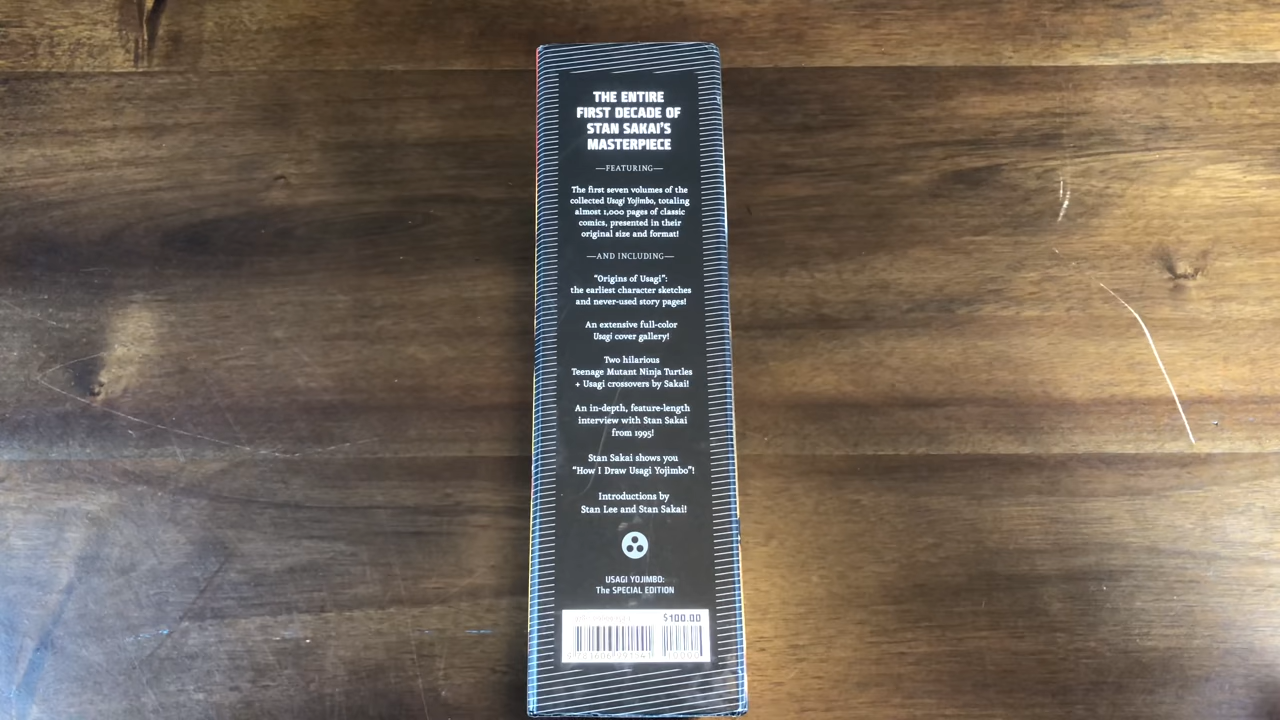 THE ENTIRE
FIRST DECADE OF
STAN SAKAI'S
MASTERPIECE
—FEATURING—
The first seven volumes of the
collected Usagi Yojimbo, totaling
almost 1,000 pages of classic
comics, presented in their
original size and format!
—AND INCLUDING—
"Origins of Usagi":
the earliest character sketches
and never-used story pages!
An extensive full-color
Usagi cover gallery!
Two hilarious
Teenage Mutant Ninja Turtles
+ Usagi crossovers by Sakai!
An in-depth, feature-length
interview with Stan Sakai
from 1995!
Stan Sakai shows you
"How I Draw Usagi Yojimbo"!
Introductions by
Stan Lee and Stan Sakai!
USAGI YOJIMBO:
The SPECIAL EDITION
$100.00